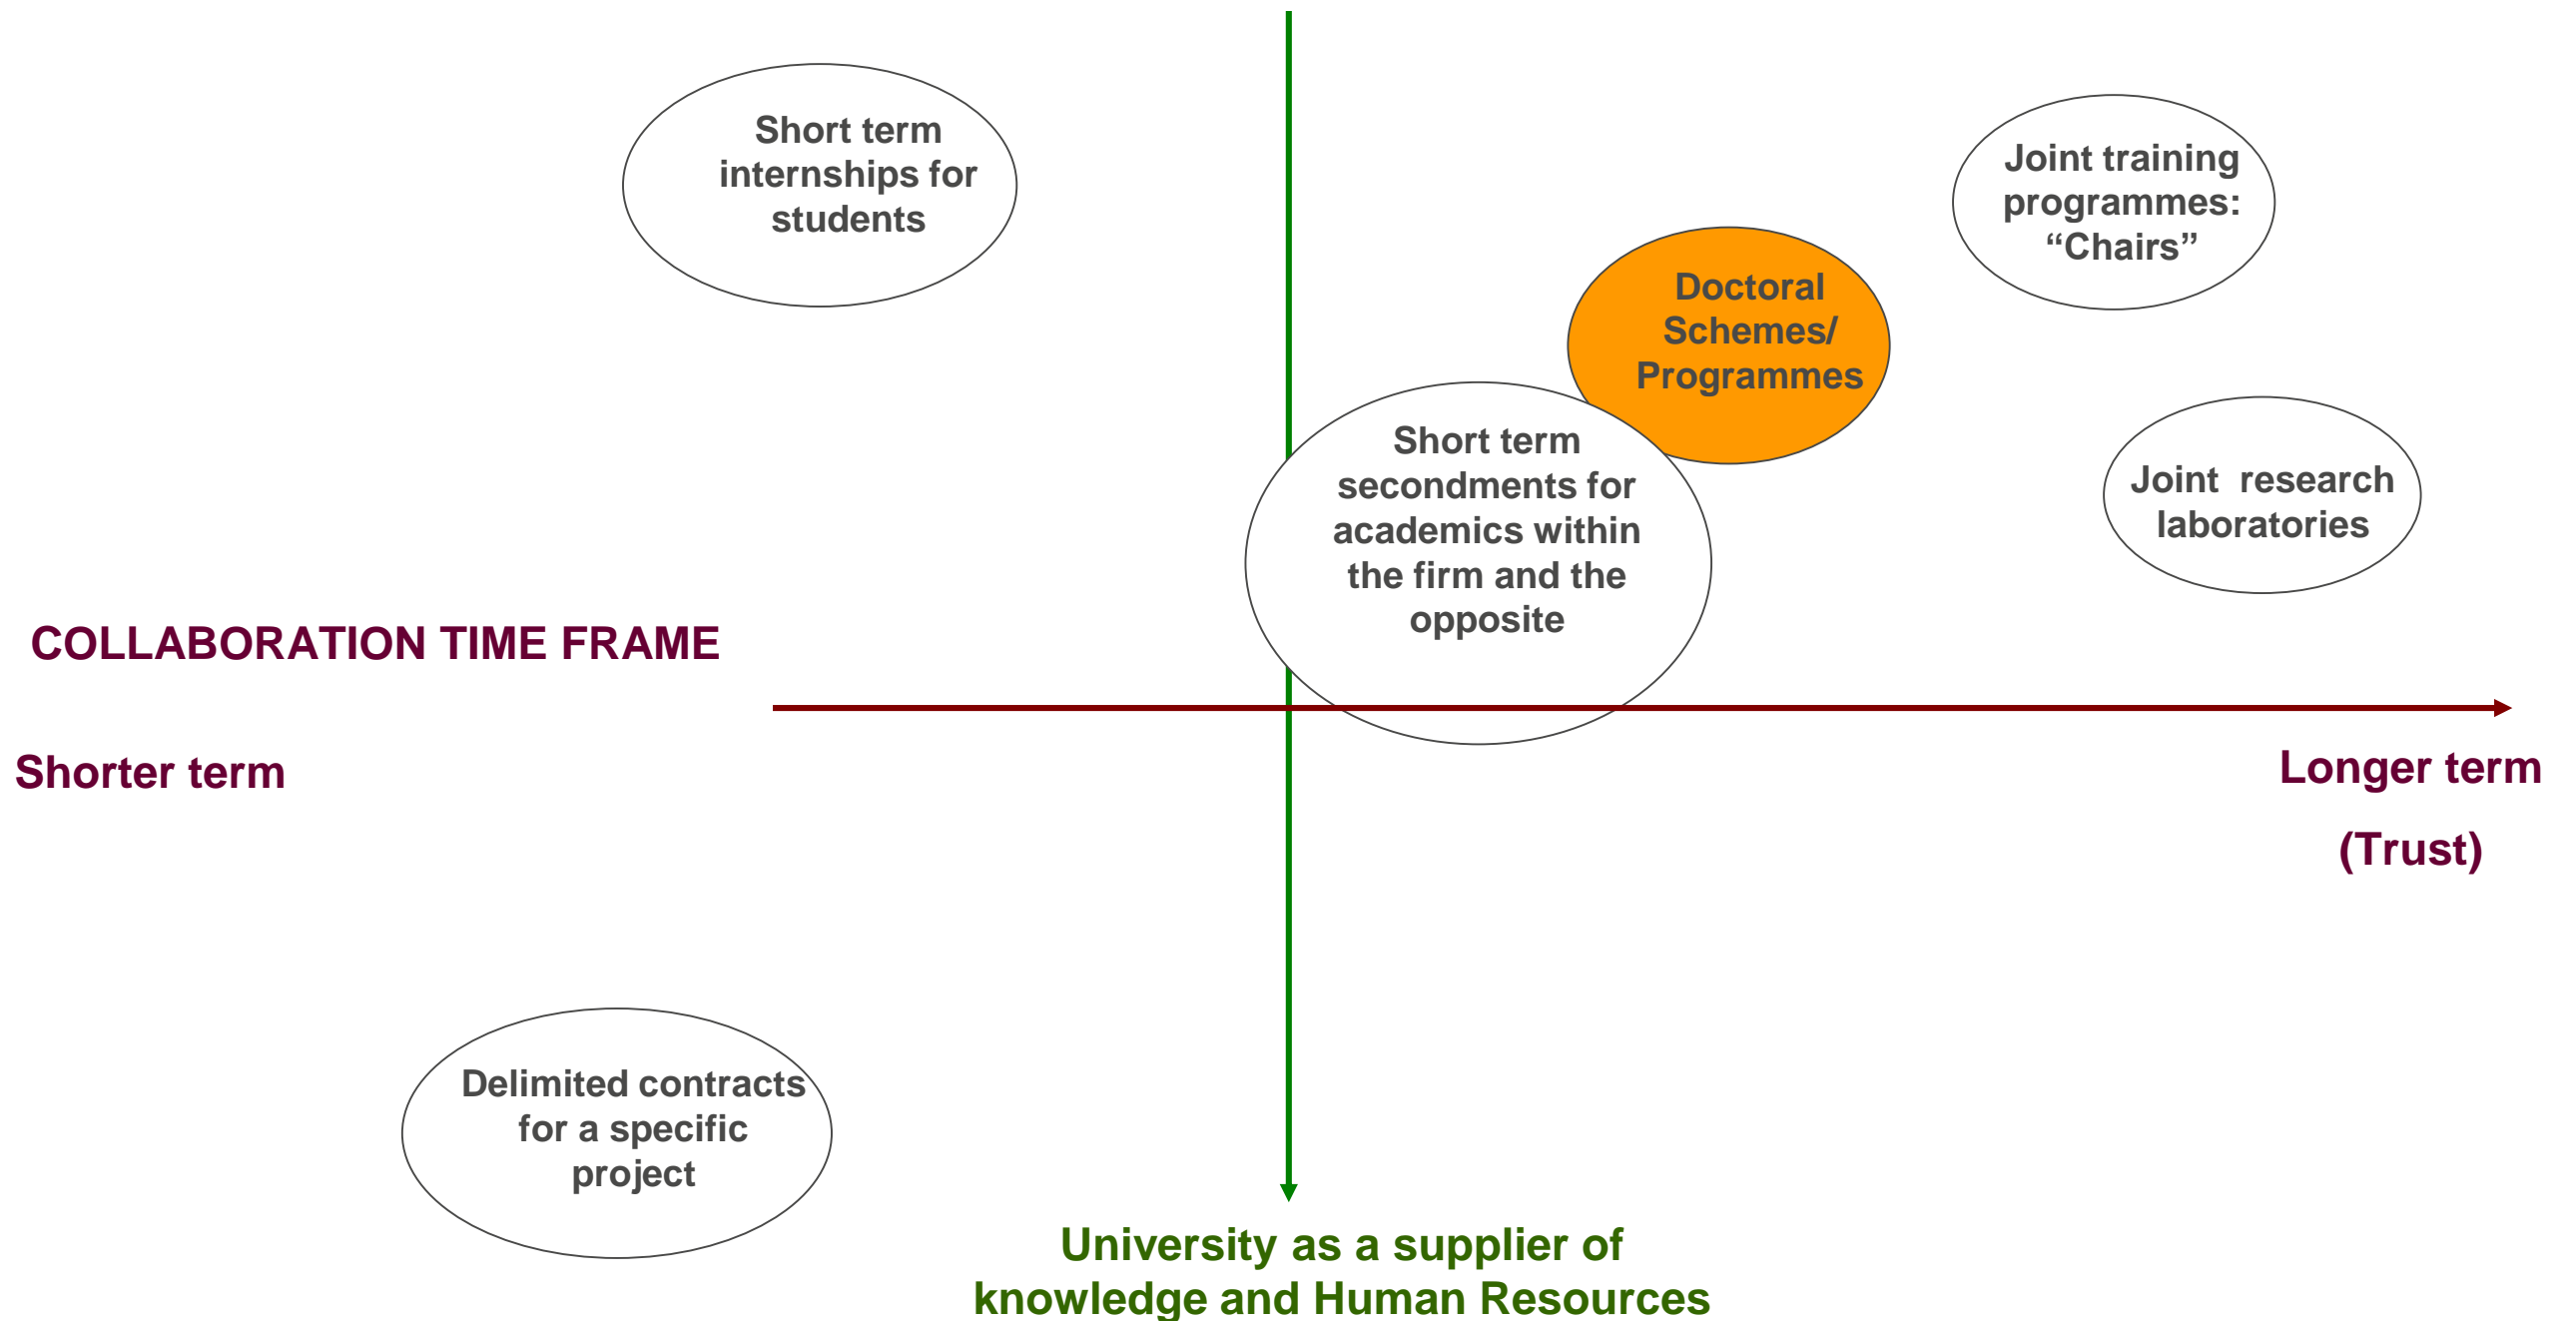 Short term
internships for
students
Joint training
programmes:
“Chairs”
Doctoral
Schemes/
Programmes
Short term
secondments for
academics within
the firm and the
opposite
Joint research
laboratories
COLLABORATION TIME FRAME
Shorter term
Longer term
(Trust)
Delimited contracts
for a specific
project
University as a supplier of
knowledge and Human Resources